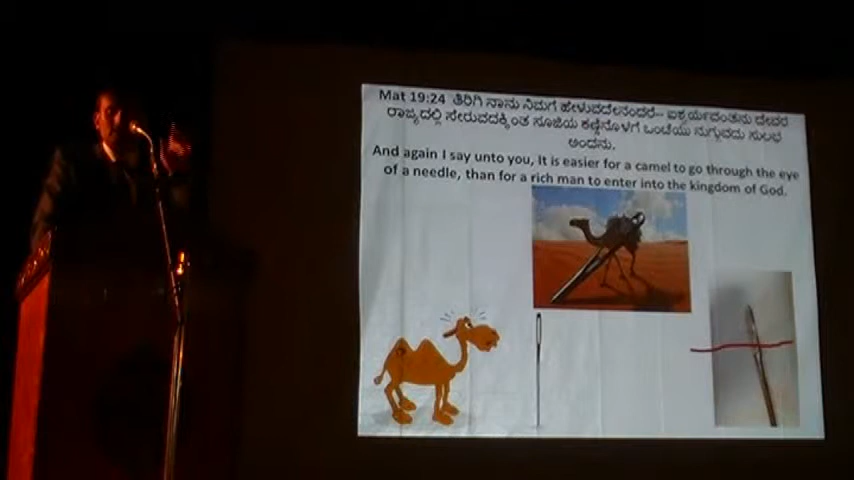 Mat 19:24 ತಿರಿಗಿ ನಾನು ನಿಮಗೆ ಹೇಳುವದೇನಂದರೆ-- ಐಶ್ವರ್ಯವಂತನು ದೇವರ
ರಾಜ್ಯದಲ್ಲಿ ಸೇರುವದಕ್ಕಿಂತ ಸೂಜಿಯ ಕಣ್ಣಿನೊಳಗೆ ಒಂಟೆಯು ನುಗ್ಗುವದು ಸುಲಭ
ಅಂದನು.
And again I say unto you, It is easier for a camel to go through the eye
of a needle, than for a rich man to enter into the kingdom of God.